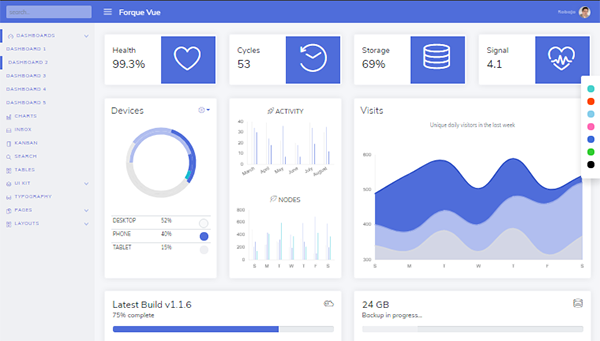 Search...
Forque Vue
DASHBOARDS
DASHBOARD 1
DASHBOARD 2
DASHBOARD 3
DASHBOARD 4
DASHBOARD 5
CHARTS
INBOX
KANBAN
SEARCH
TABLES
UI KIT
TYPOGRAPHY
PAGES
LAYOUTS
Health
99.3%
Cycles
53
Storage
69%
Signal
4.1
Devices
DESKTOP 52%
PHONE 40%
TABLET 15%
ACTIVITY
40
30
20
10
0
March April May June July August
NODES
800
600
400
200
0
S M T W T F S
Visits
Unique daily visitors in the last week
600
500
400
300
S M T W T F S
Latest Build v1.1.6
75% complete
24 GB
Backup in progress...